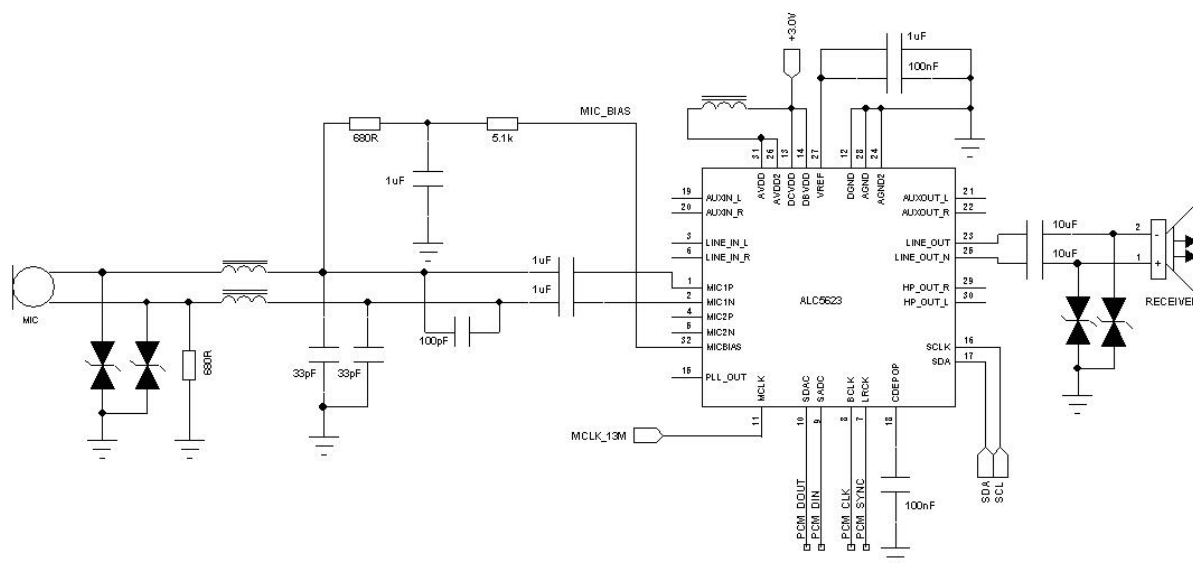 +3.0V
1uF
100nF
MIC_BIAS
680R
5.1k
1uF
31
26
13
14
27
12
28
24
AVDD
AVDD2
DCVDD
DBVDD
VREF
DGND
AGND
AGND2
19 AUXIN_L
20 AUXIN_R
3 LINE_IN_L
6 LINE_IN_R
1 MIC1P
2 MIC1N
4 MIC2P
5 MIC2N
32 MICBIAS
15 PLL_OUT
ALC5623
AUXOUT_L 21
AUXOUT_R 22
LINE_OUT 23
LINE_OUT_N 25
HP_OUT_R 29
HP_OUT_L 30
SCLK 16
SDA 17
10uF
10uF
2 -
1 +
RECEIVER
1uF
1uF
MIC
680R
33pF
33pF
100pF
MCLK
SDAC
SADC
BCLK
LRCK
CDEPOP
11
10
9
8
7
18
MCLK_13M
PCM_DOUT
PCM_DIN
PCM_CLK
PCM_SYNC
100nF
SDA
SCL